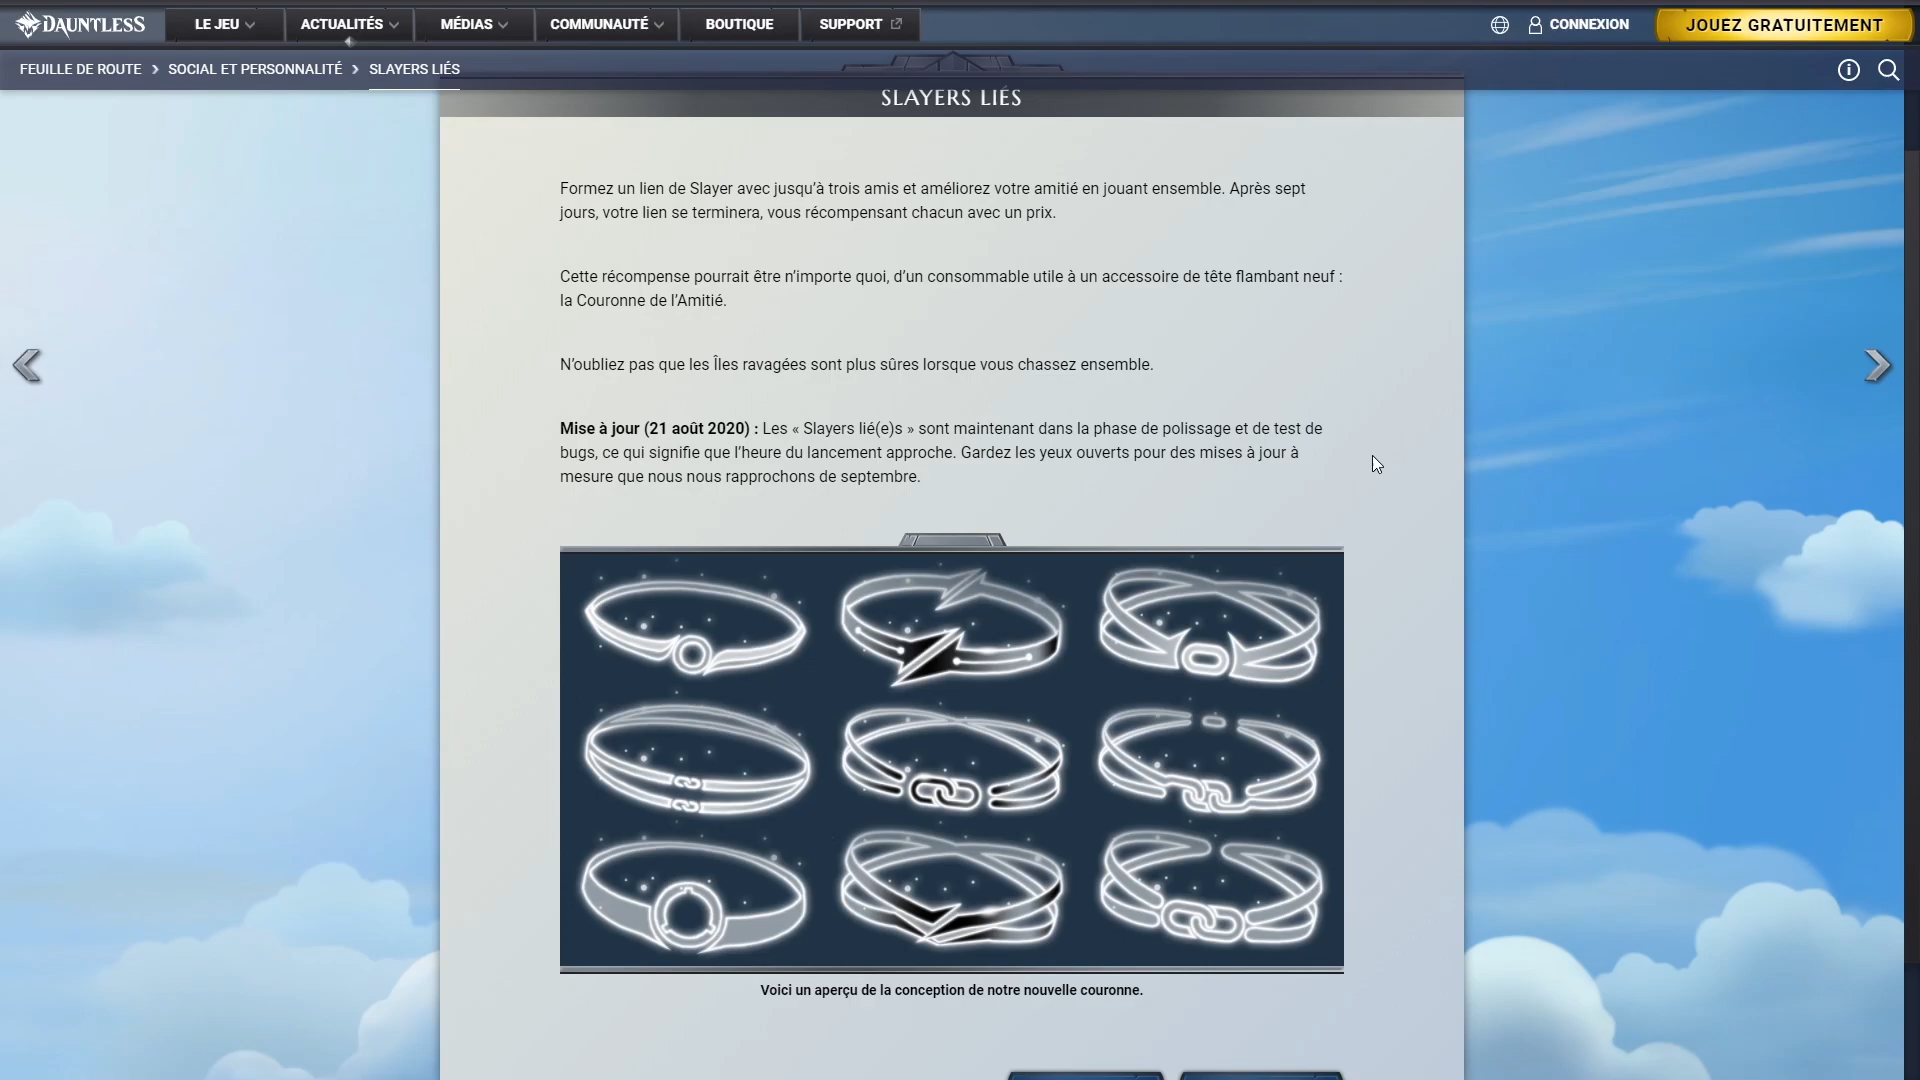 DAUNTLESS
LE JEU
ACTUALITÉS
MÉDIAS
COMMUNAUTÉ
BOUTIQUE
SUPPORT
CONNEXION
JOUEZ GRATUITEMENT
FEUILLE DE ROUTE
SOCIAL ET PERSONNALITÉ
SLAYERS LIÉS
SLAYERS LIÉS
Formez un lien de Slayer avec jusqu’à trois amis et améliorez votre amitié en jouant ensemble. Après sept
jours, votre lien se terminera, vous récompensant chacun avec un prix.
Cette récompense pourrait être n’importe quoi, d’un consommable utile à un accessoire de tête flambant neuf :
la Couronne de l’Amitié.
N’oubliez pas que les Îles ravagées sont plus sûres lorsque vous chassez ensemble.
Mise à jour (21 août 2020) : Les « Slayers lié(e)s » sont maintenant dans la phase de polissage et de test de
bugs, ce qui signifie que l’heure du lancement approche. Gardez les yeux ouverts pour des mises à jour à
mesure que nous nous rapprochons de septembre.
Voici un aperçu de la conception de notre nouvelle couronne.